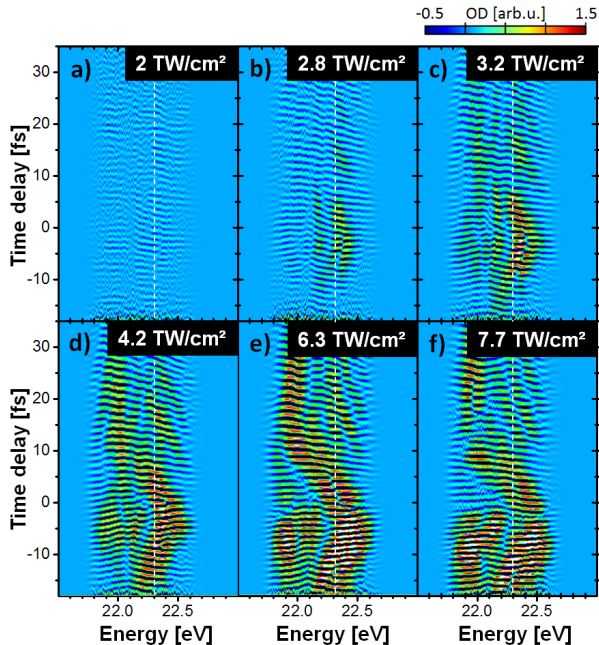 -0.5 OD [arb.u.] 1.5
a) 2 TW/cm² b) 2.8 TW/cm² c) 3.2 TW/cm²
Time delay [fs]
30
20
10
0
-10
d) 4.2 TW/cm² e) 6.3 TW/cm² f) 7.7 TW/cm²
Time delay [fs]
30
20
10
0
-10
22.0 22.5 22.0 22.5 22.0 22.5
Energy [eV] Energy [eV] Energy [eV]